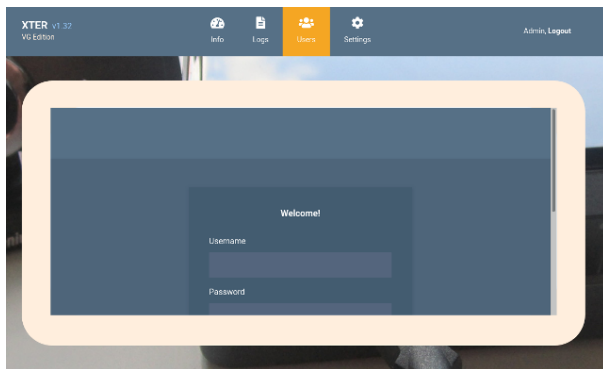 XTER v1.32
VG Edition
Info
Logs
Users
Settings
Admin, Logout
Welcome!
Username
Password